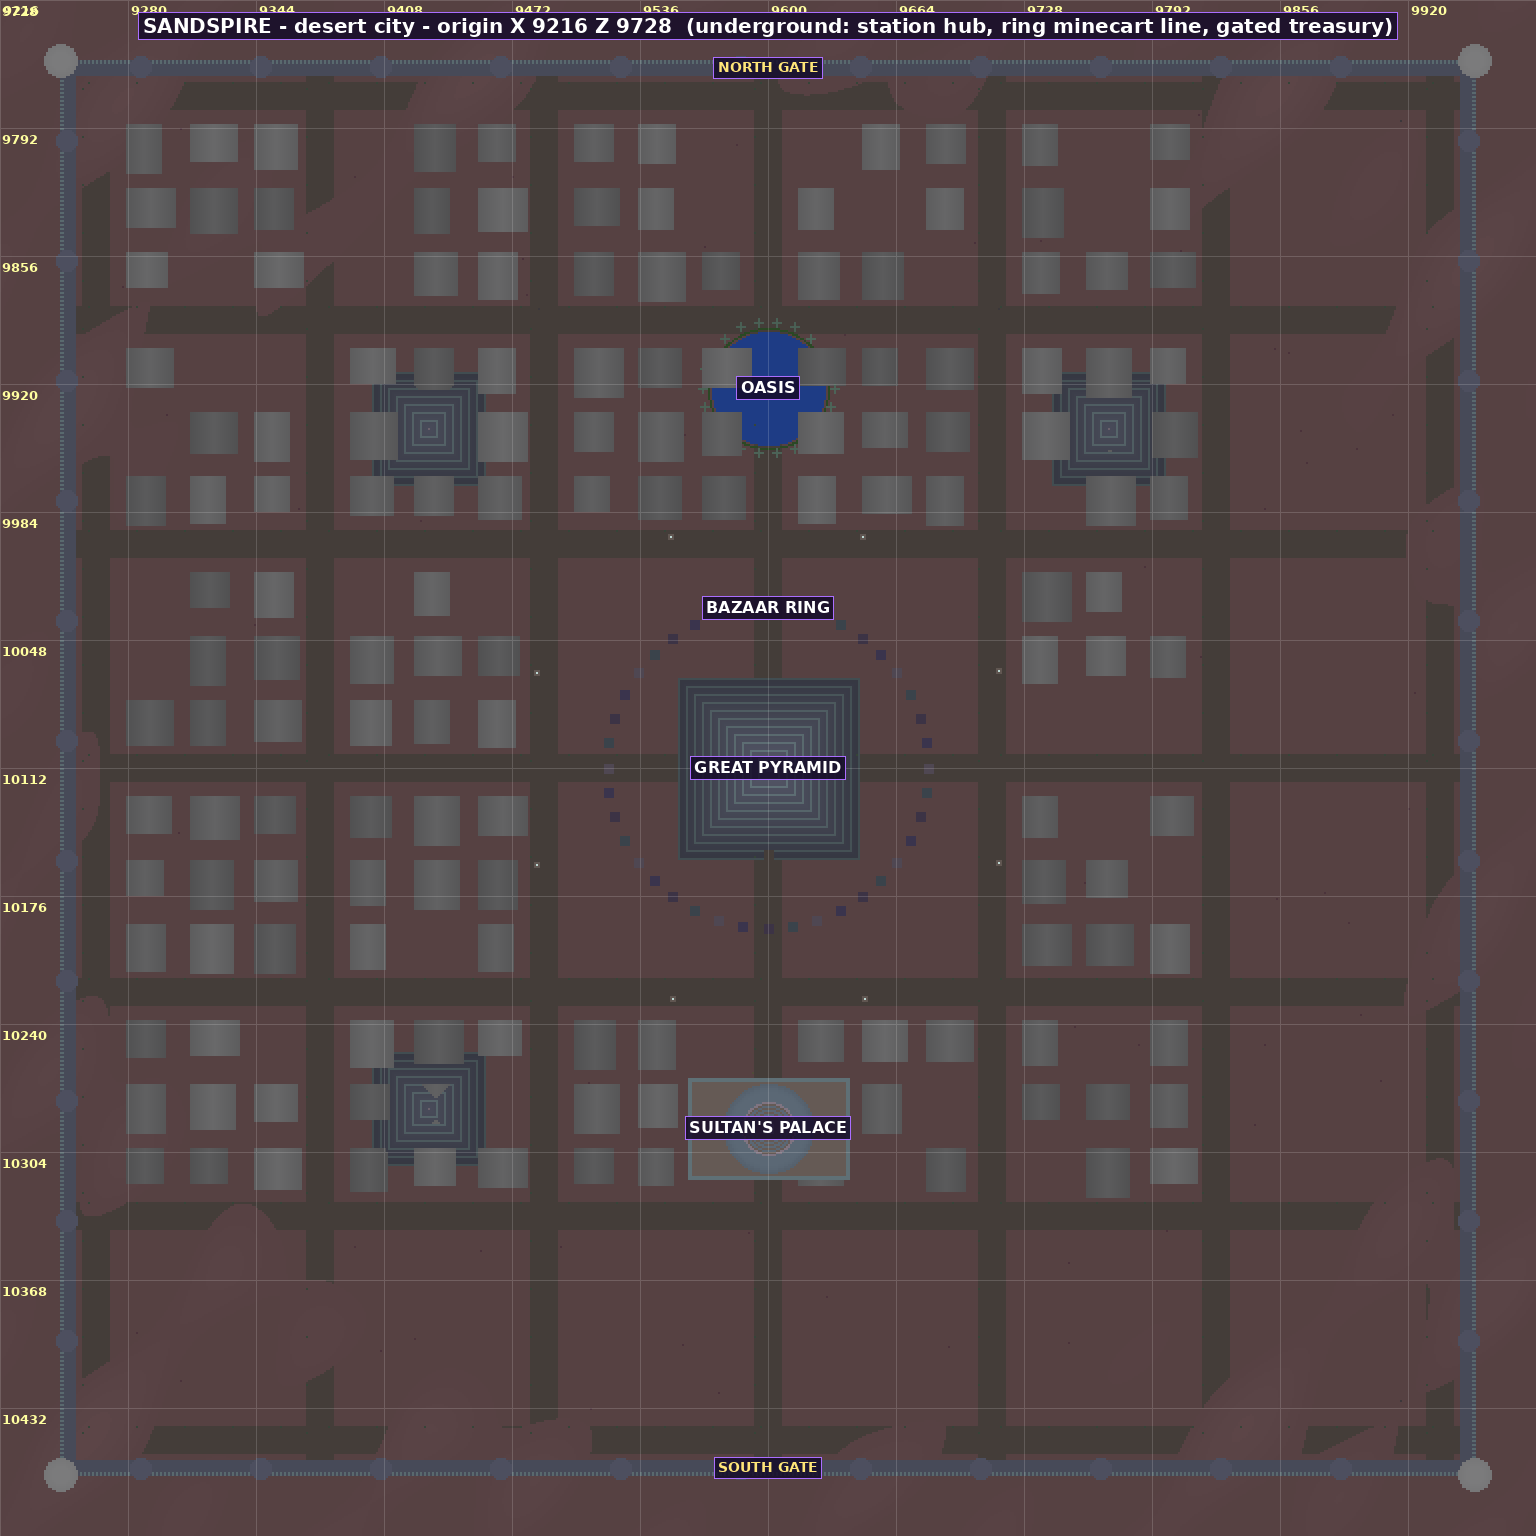 9216 9280 9344 9408 9472 9536 9600 9664 9728 9792 9856 9920
SANDSPIRE - desert city - origin X 9216 Z 9728 (underground: station hub, ring minecart line, gated treasury)
NORTH GATE
9792
9856
OASIS
9920
9984
BAZAAR RING
10048
GREAT PYRAMID
10112
10176
10240
SULTAN'S PALACE
10304
10368
10432
SOUTH GATE